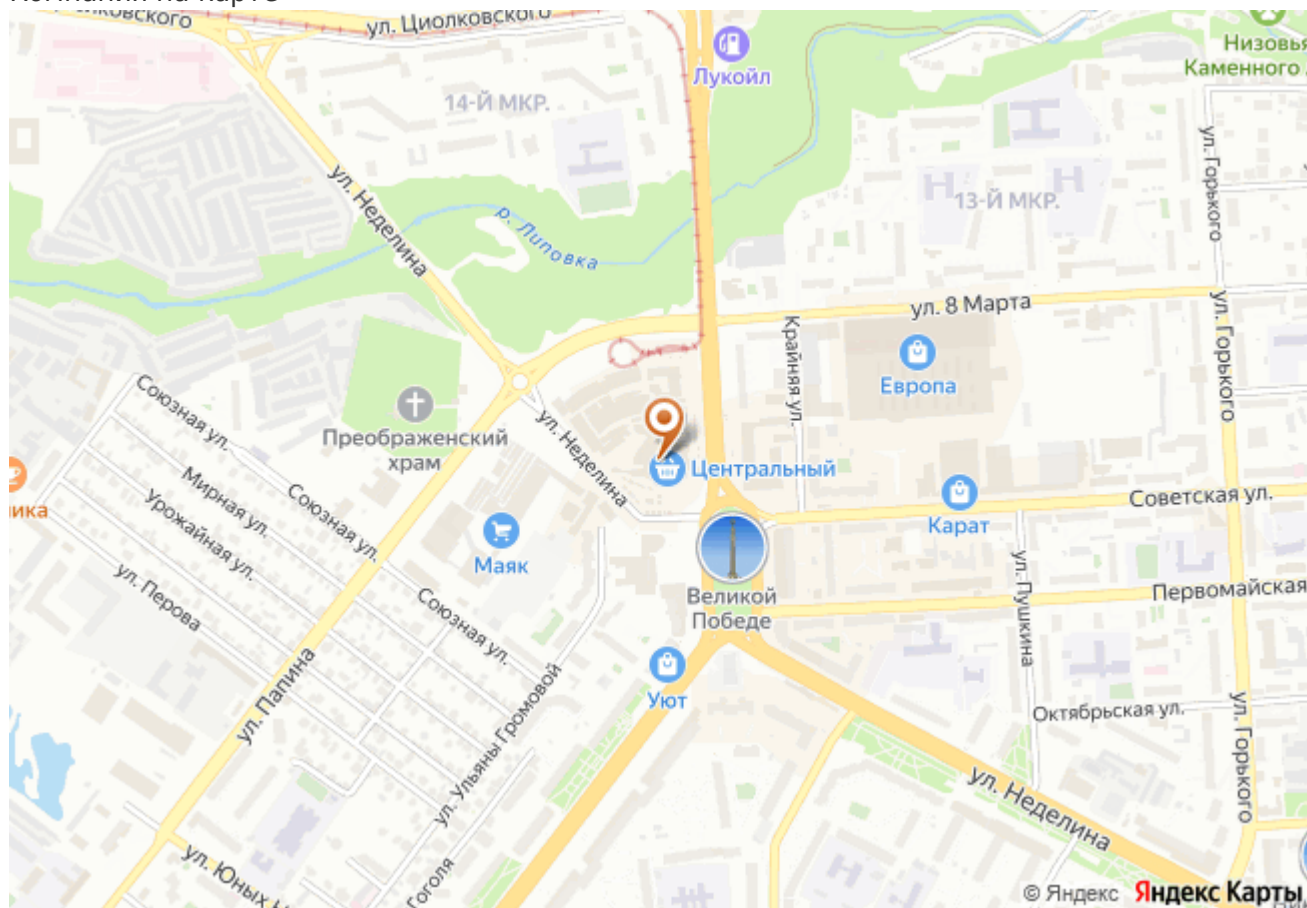 ул. Циолковского
Лукойл
Низовья
Каменного
14-Й МКР.
ул. Горького
13-Й МКР.
ул. Неделина
р. Липовка
ул. 8 Марта
ул. Горького
Крайняя ул.
Европа
Союзная ул.
Преображенский
храм
ул. Неделина
Центральный
Мирная ул.
Союзная ул.
Карат
Советская ул.
Урожайная ул.
Маяк
ул. Перова
Союзная ул.
Великой
Победе
ул. Пушкина
Первомайская
ул. Папина
Уют
Октябрьская ул.
ул. Ульяны Громовой
ул. Горького
ул. Неделина
ул. Юных
Гоголя
© Яндекс Яндекс Карты